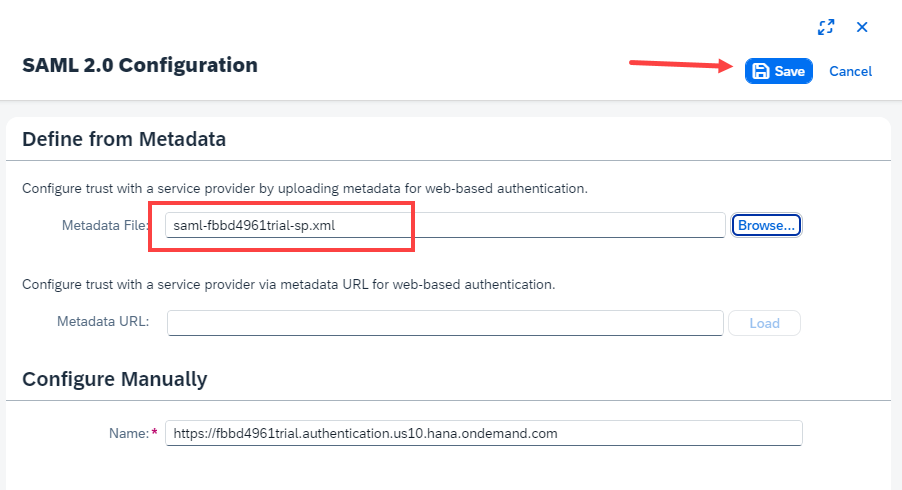 SAML 2.0 Configuration
Save
Cancel
Define from Metadata
Configure trust with a service provider by uploading metadata for web-based authentication.
Metadata File: saml-fbbd4961trial-sp.xml Browse...
Configure trust with a service provider via metadata URL for web-based authentication.
Metadata URL: Load
Configure Manually
Name:* https://fbbd4961trial.authentication.us10.hana.ondemand.com